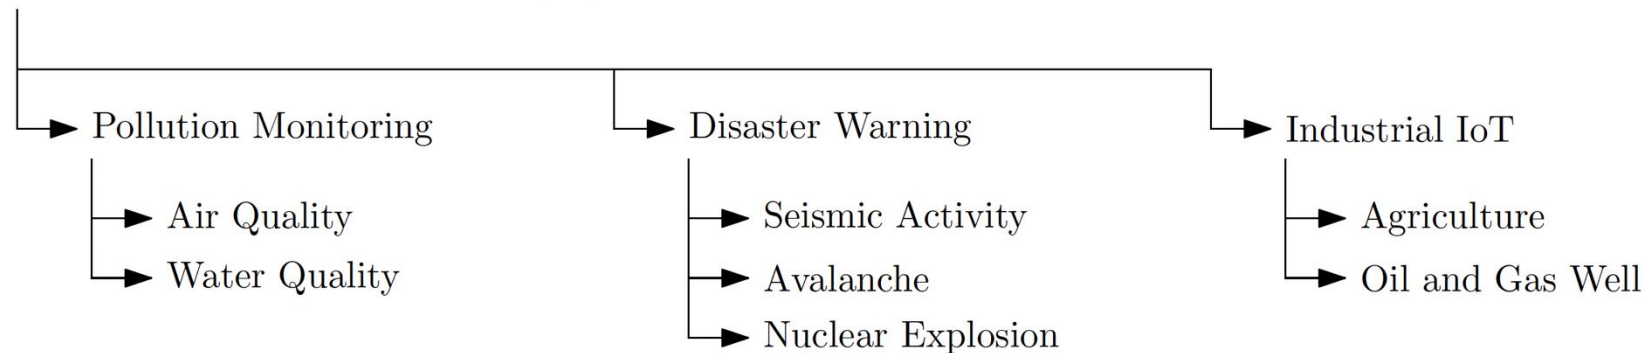 Pollution Monitoring
Air Quality
Water Quality
Disaster Warning
Seismic Activity
Avalanche
Nuclear Explosion
Industrial IoT
Agriculture
Oil and Gas Well